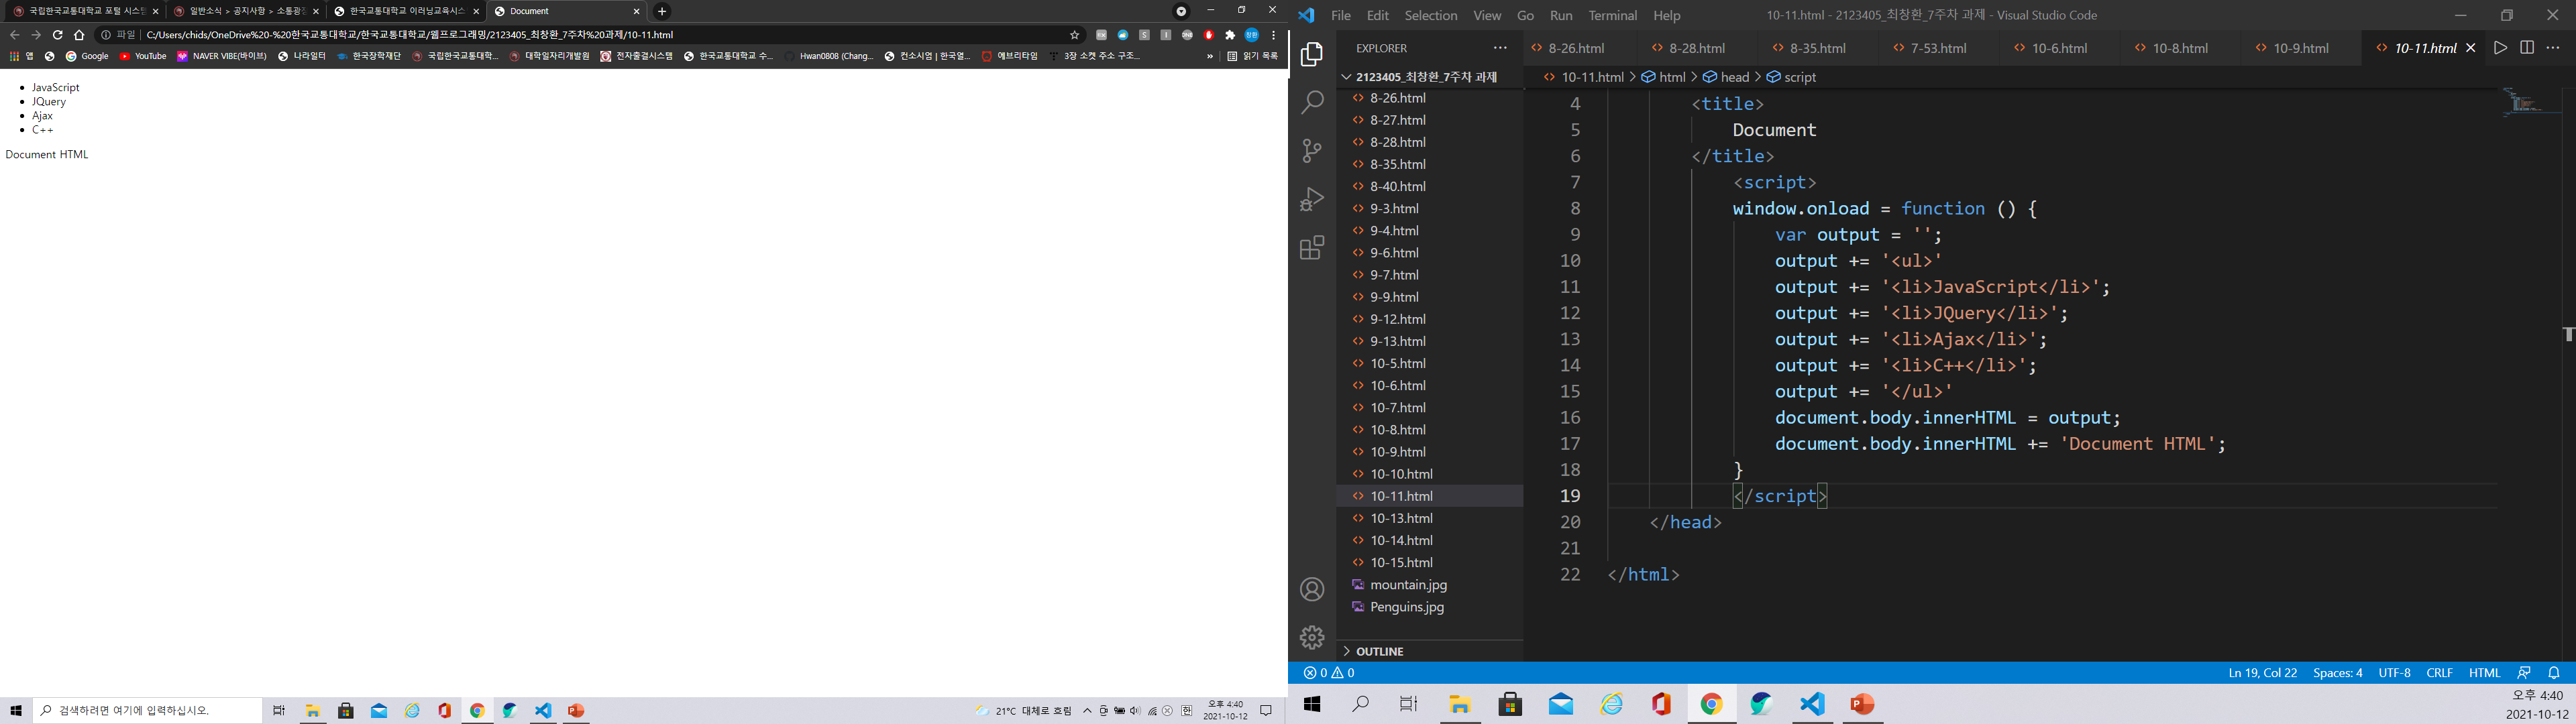 국립한국교통대학교 포털 시스템
일반소식 > 공지사항 > 소통광장
한국교통대학교 이러닝교육시스
Document
파일
C:/Users/chids/OneDrive%20-%20한국교통대학교/한국교통대학교/웹프로그래밍/2123405_최창환_7주차%20과제/10-11.html
앱
Google
YouTube
NAVER VIBE(바이브)
나라일터
한국장학재단
국립한국교통대학...
대학일자리개발원
전자출결시스템
한국교통대학교 수...
Hwan0808 (Chang...
컨소시엄 | 한국열...
에브리타임
3장 소켓 주소 구조...
»
읽기 목록
JavaScript
JQuery
Ajax
C++
Document HTML
검색하려면 여기에 입력하십시오.
21°C 대체로 흐림
한
오후 4:40
2021-10-12
File Edit Selection View Go Run Terminal Help
10-11.html - 2123405_최창환_7주차 과제 - Visual Studio Code
EXPLORER
8-26.html
8-28.html
8-35.html
7-53.html
10-6.html
10-8.html
10-9.html
10-11.html
2123405_최창환_7주차 과제
10-11.html > html > head > script
8-26.html
8-27.html
8-28.html
8-35.html
8-40.html
9-3.html
9-4.html
9-6.html
9-7.html
9-9.html
9-12.html
9-13.html
10-5.html
10-6.html
10-7.html
10-8.html
10-9.html
10-10.html
10-11.html
10-13.html
10-14.html
10-15.html
mountain.jpg
Penguins.jpg
OUTLINE
4 <title>
5 Document
6 </title>
7 <script>
8 window.onload = function () {
9 var output = '';
10 output += '<ul>'
11 output += '<li>JavaScript</li>';
12 output += '<li>JQuery</li>';
13 output += '<li>Ajax</li>';
14 output += '<li>C++</li>';
15 output += '</ul>'
16 document.body.innerHTML = output;
17 document.body.innerHTML += 'Document HTML';
18 }
19 </script>
20 </head>
21
22 </html>
0 0
Ln 19, Col 22 Spaces: 4 UTF-8 CRLF HTML
오후 4:40
2021-10-12